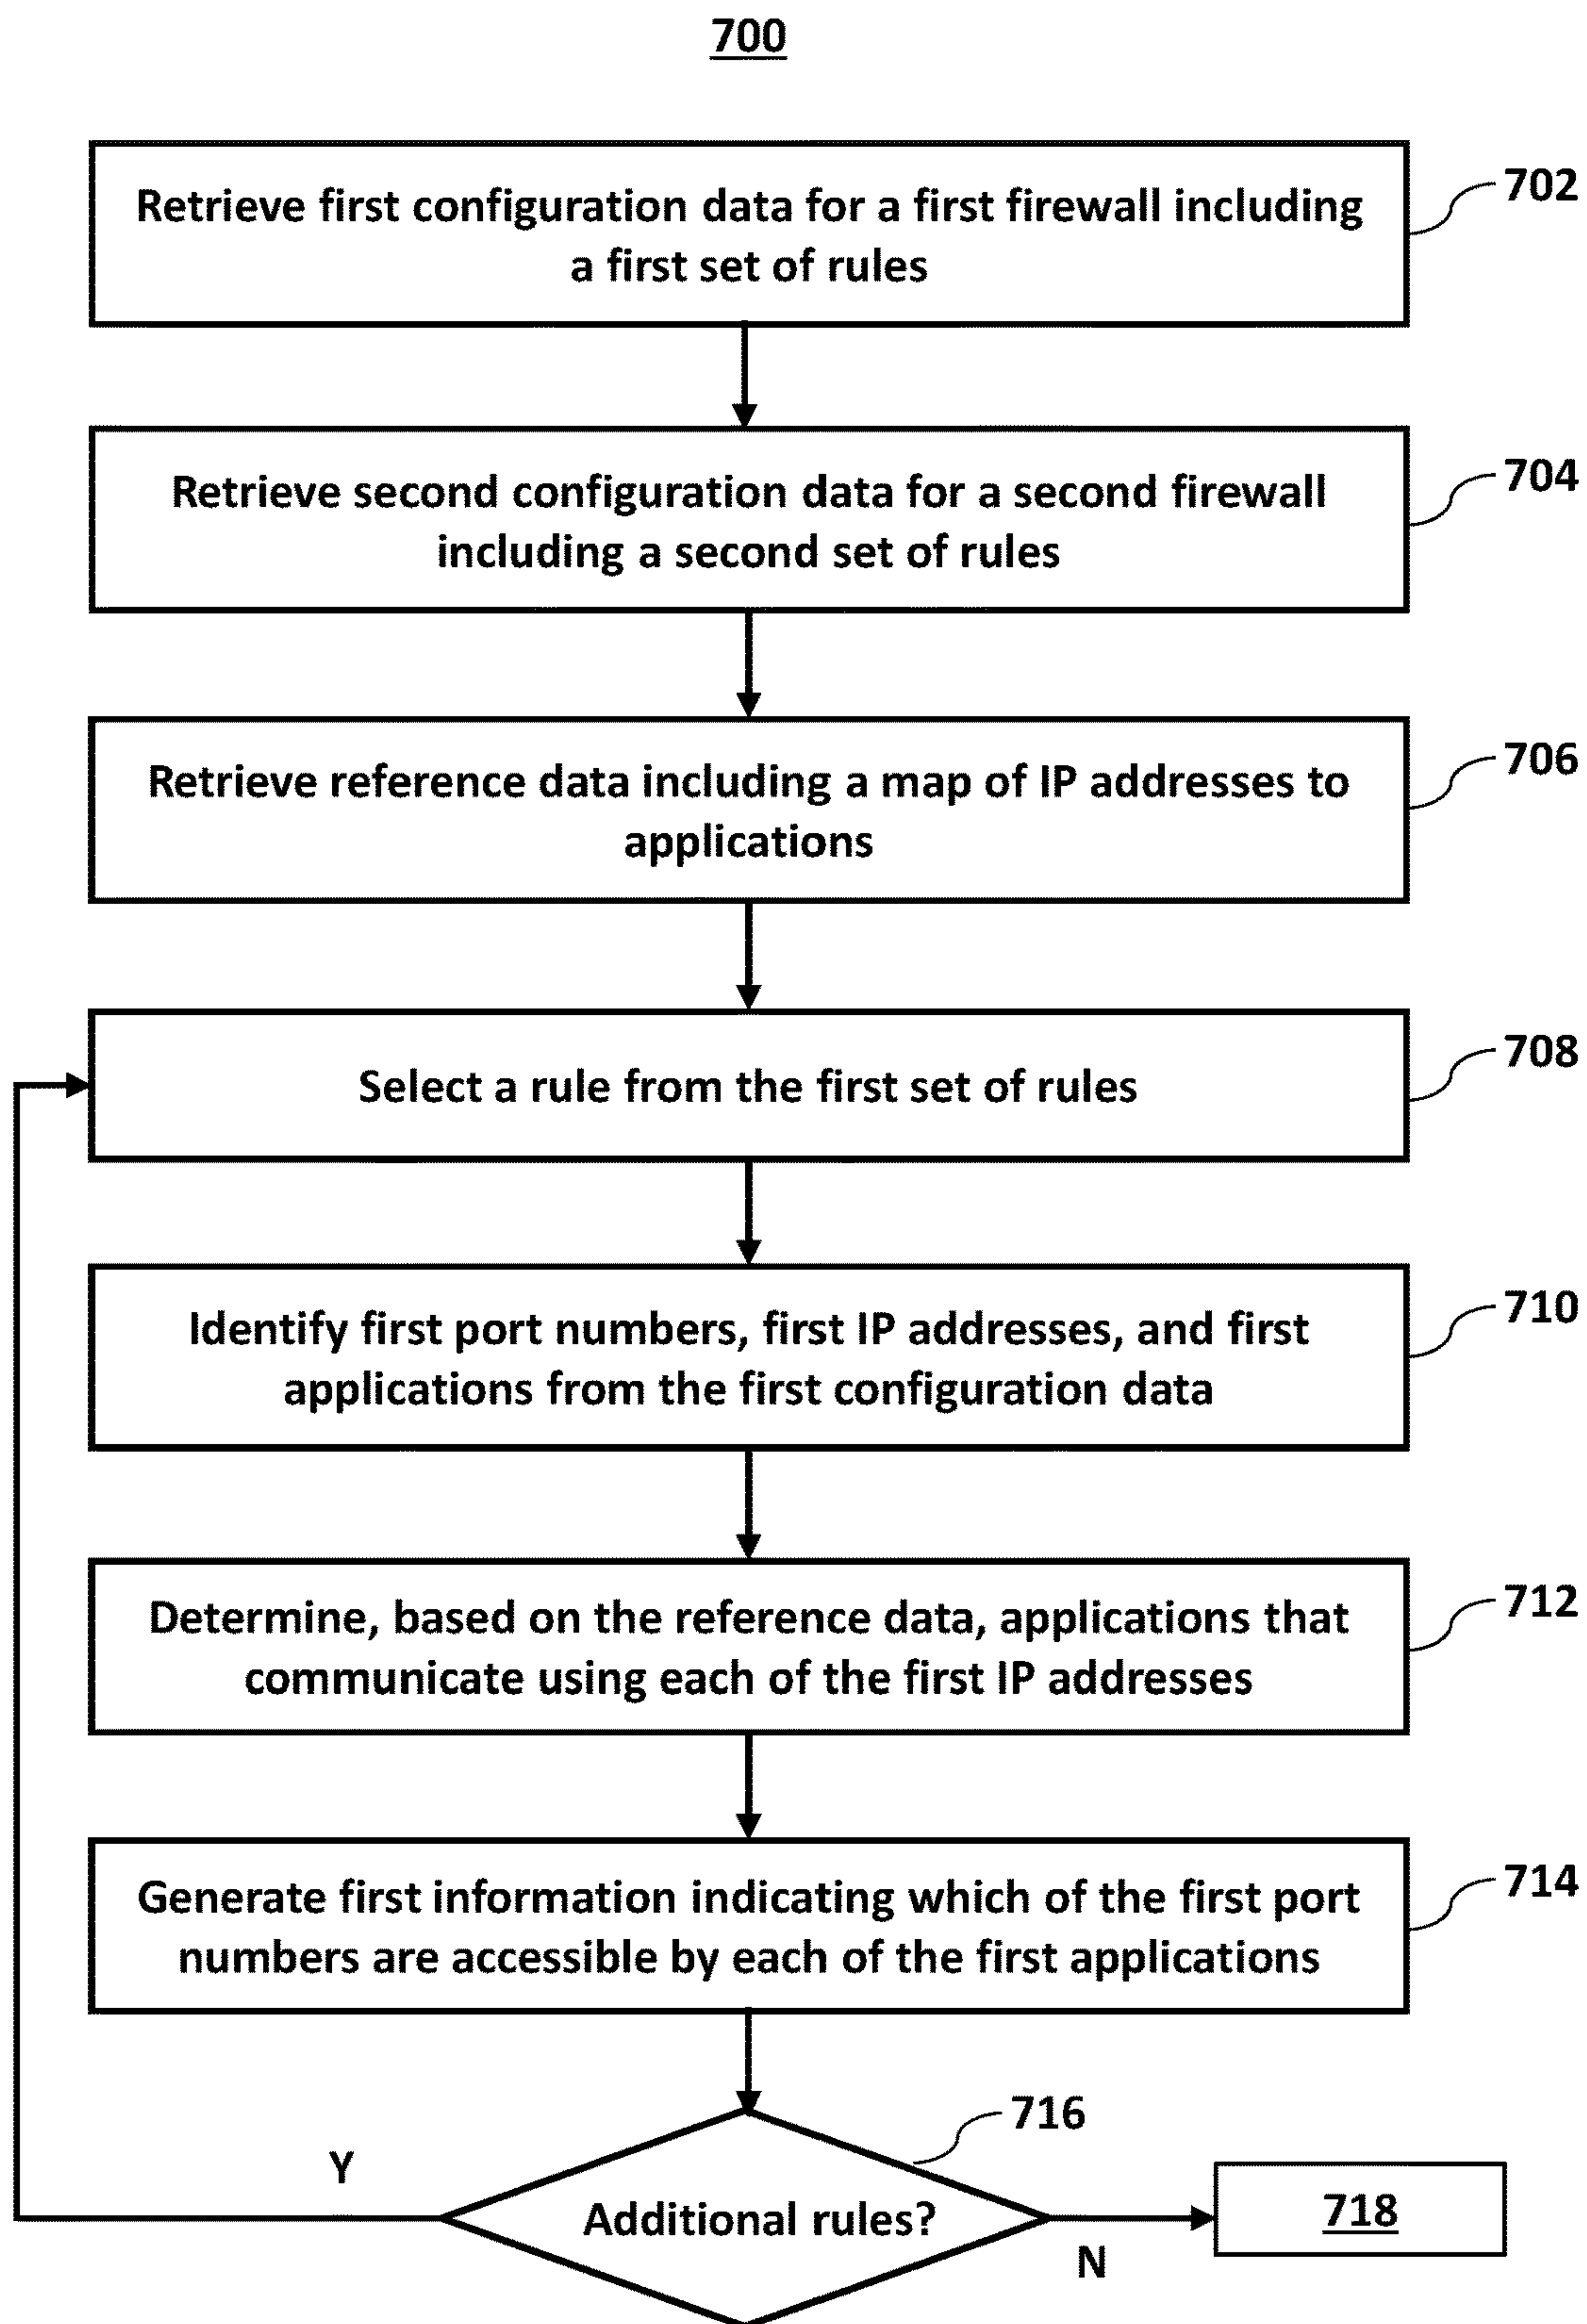 700
Retrieve first configuration data for a first firewall including
a first set of rules
702
Retrieve second configuration data for a second firewall
including a second set of rules
704
Retrieve reference data including a map of IP addresses to
applications
706
Select a rule from the first set of rules
708
Identify first port numbers, first IP addresses, and first
applications from the first configuration data
710
Determine, based on the reference data, applications that
communicate using each of the first IP addresses
712
Generate first information indicating which of the first port
numbers are accessible by each of the first applications
714
716
Y
Additional rules?
718
N